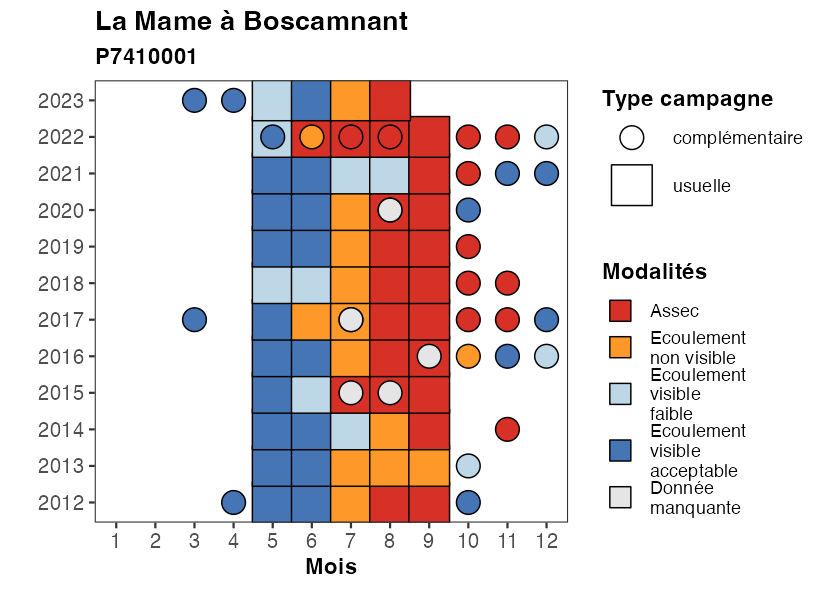 La Mame à Boscamnant
P7410001
2023
2022
2021
2020
2019
2018
2017
2016
2015
2014
2013
2012
1 2 3 4 5 6 7 8 9 10 11 12
Mois
Type campagne
complémentaire
usuelle
Modalités
Assec
Ecoulement
non visible
Ecoulement
visible
faible
Ecoulement
visible
acceptable
Donnée
manquante